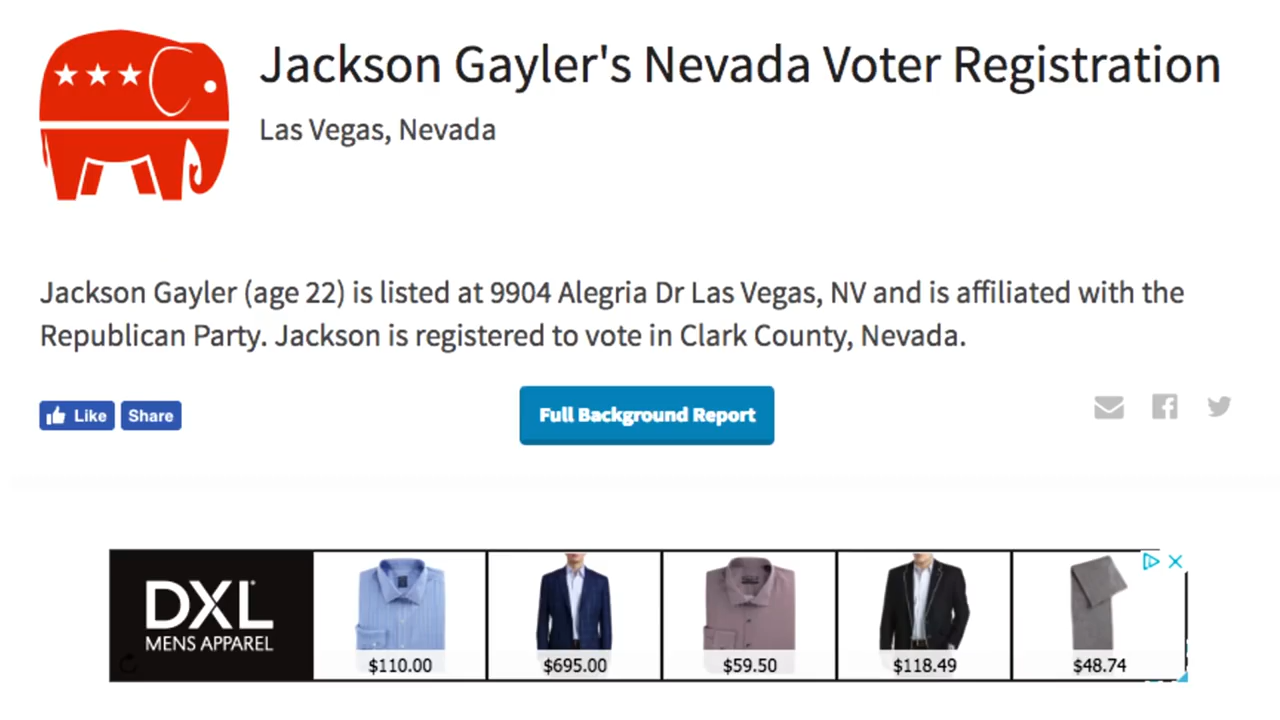 Jackson Gayler's Nevada Voter Registration
Las Vegas, Nevada
Jackson Gayler (age 22) is listed at 9904 Alegria Dr Las Vegas, NV and is affiliated with the
Republican Party. Jackson is registered to vote in Clark County, Nevada.
Like Share
Full Background Report
DXL
MENS APPAREL
$110.00 $695.00 $59.50 $118.49 $48.74